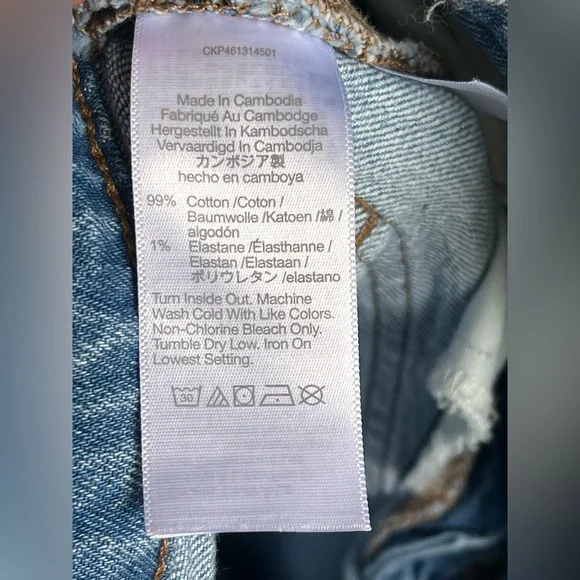 CKP461314501
Made In Cambodia
Fabriqué Au Cambodge
Hergestellt In Kambodscha
Vervaardigd In Cambodja
カンボジア製
hecho en camboya
99% Cotton /Coton /
Baumwolle /Katoen /綿 /
algodón
1% Elastane /Élasthanne /
Elastan /Elastaan /
ポリウレタン /elastano
Turn Inside Out. Machine
Wash Cold With Like Colors.
Non-Chlorine Bleach Only.
Tumble Dry Low. Iron On
Lowest Setting.
30